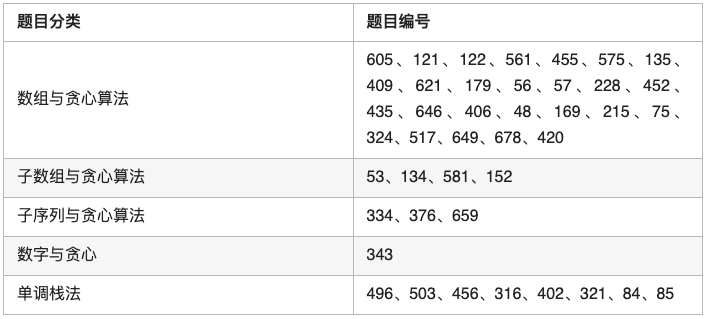 题目分类 题目编号
数组与贪心算法
605、121、122、561、455、575、135、
409、621、179、56、57、228、452、
435、646、406、48、169、215、75、
324、517、649、678、420
子数组与贪心算法 53、134、581、152
子序列与贪心算法 334、376、659
数字与贪心 343
单调栈法 496、503、456、316、402、321、84、85